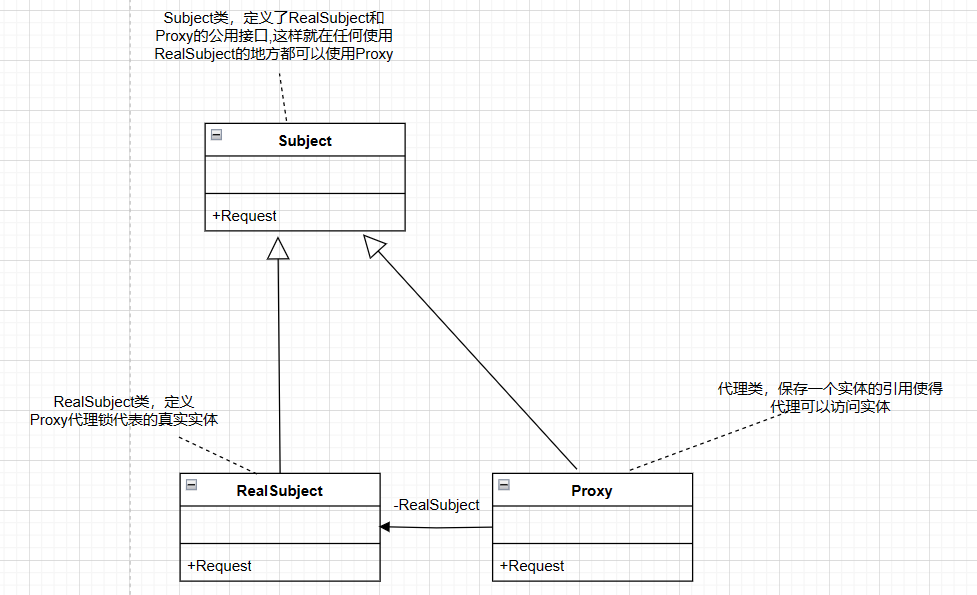 Subject类，定义了RealSubject和
Proxy的公用接口,这样就在任何使用
RealSubject的地方都可以使用Proxy
Subject
+Request
RealSubject类，定义
Proxy代理锁代表的真实实体
代理类，保存一个实体的引用使得
代理可以访问实体
RealSubject
-RealSubject
Proxy
+Request
+Request